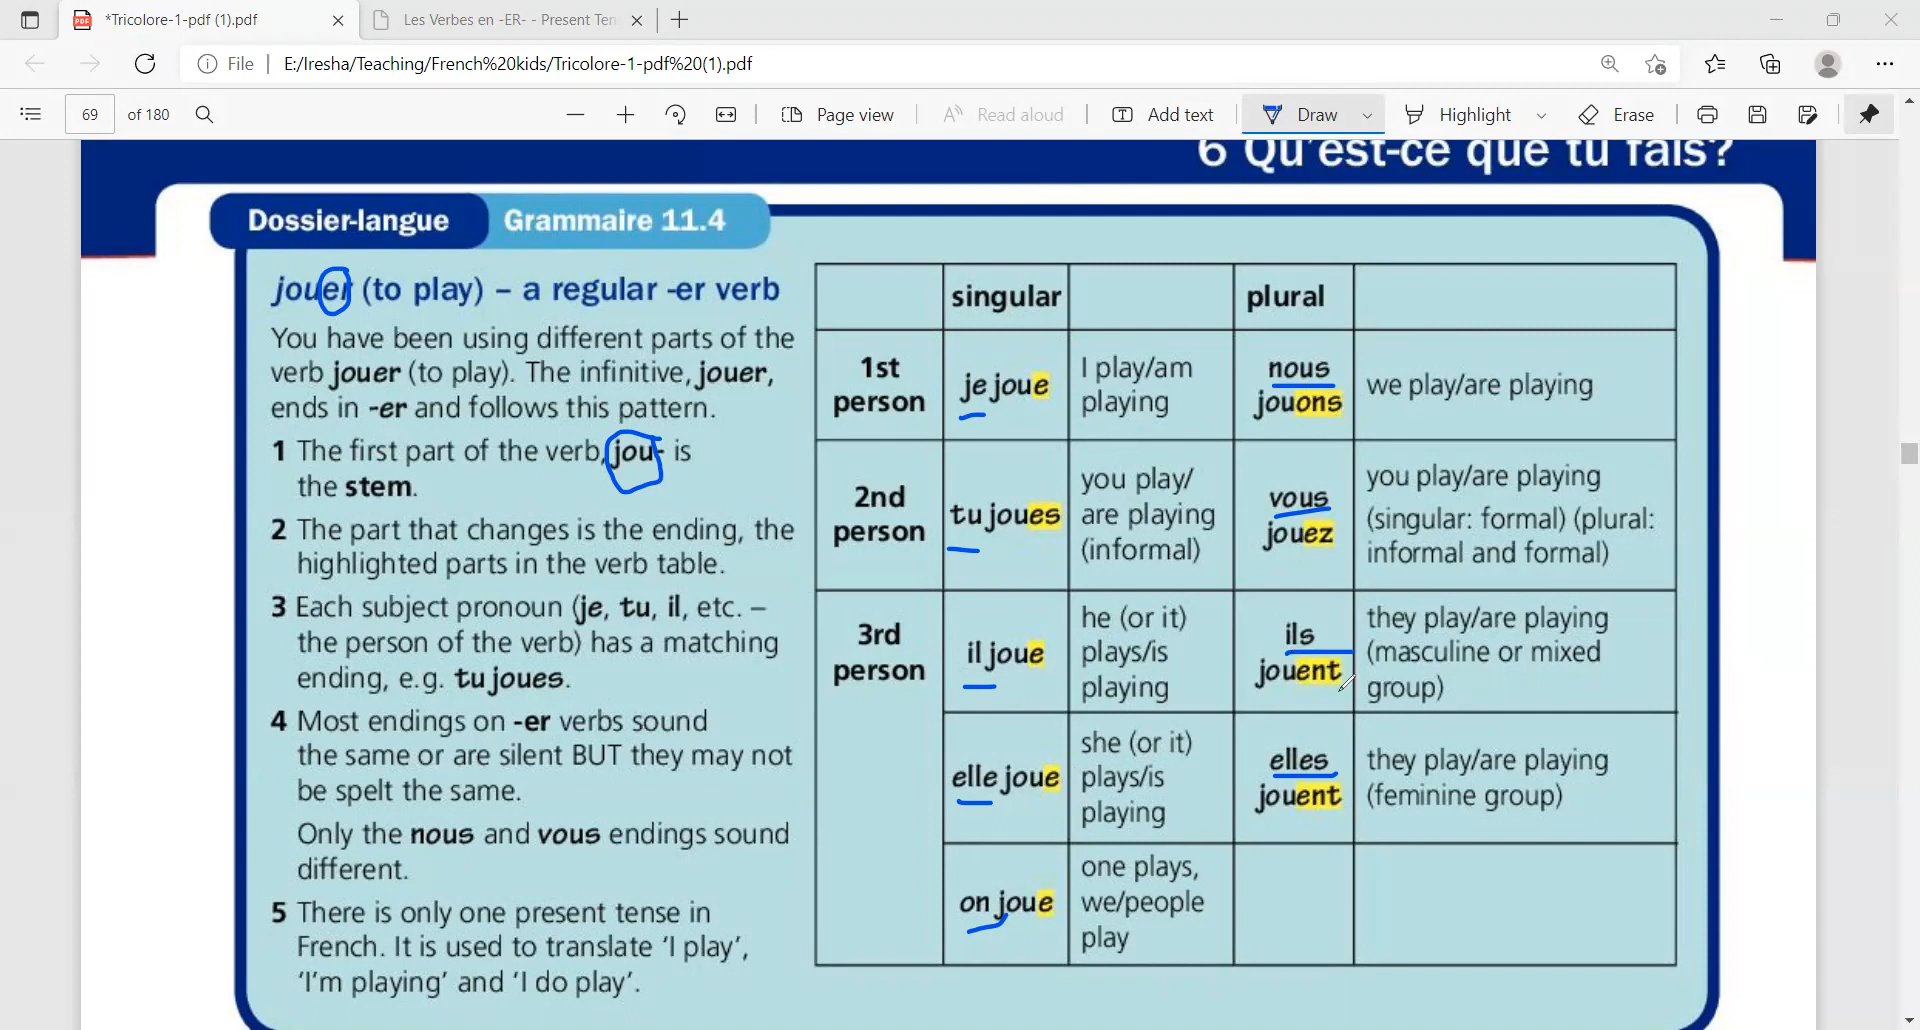 *Tricolore-1-pdf (1).pdf
Les Verbes en -ER- - Present Ten
File
E:/Iresha/Teaching/French%20kids/Tricolore-1-pdf%20(1).pdf
69 of 180
Page view
Read aloud
Add text
Draw
Highlight
Erase
6 Qu'est-ce que tu fais?
Dossier-langue
Grammaire 11.4
jouer (to play) – a regular -er verb
You have been using different parts of the
verb jouer (to play). The infinitive, jouer,
ends in -er and follows this pattern.
1 The first part of the verb, jou- is
the stem.
2 The part that changes is the ending, the
highlighted parts in the verb table.
3 Each subject pronoun (je, tu, il, etc. –
the person of the verb) has a matching
ending, e.g. tu joues.
4 Most endings on -er verbs sound
the same or are silent BUT they may not
be spelt the same.
Only the nous and vous endings sound
different.
5 There is only one present tense in
French. It is used to translate ‘I play’,
‘I’m playing’ and ‘I do play’.
singular
plural
1st
person
je joue
I play/am
playing
nous
jouons
we play/are playing
2nd
person
tu joues
you play/
are playing
(informal)
vous
jouez
you play/are playing
(singular: formal) (plural:
informal and formal)
3rd
person
il joue
he (or it)
plays/is
playing
ils
jouent
they play/are playing
(masculine or mixed
group)
elle joue
she (or it)
plays/is
playing
elles
jouent
they play/are playing
(feminine group)
on joue
one plays,
we/people
play